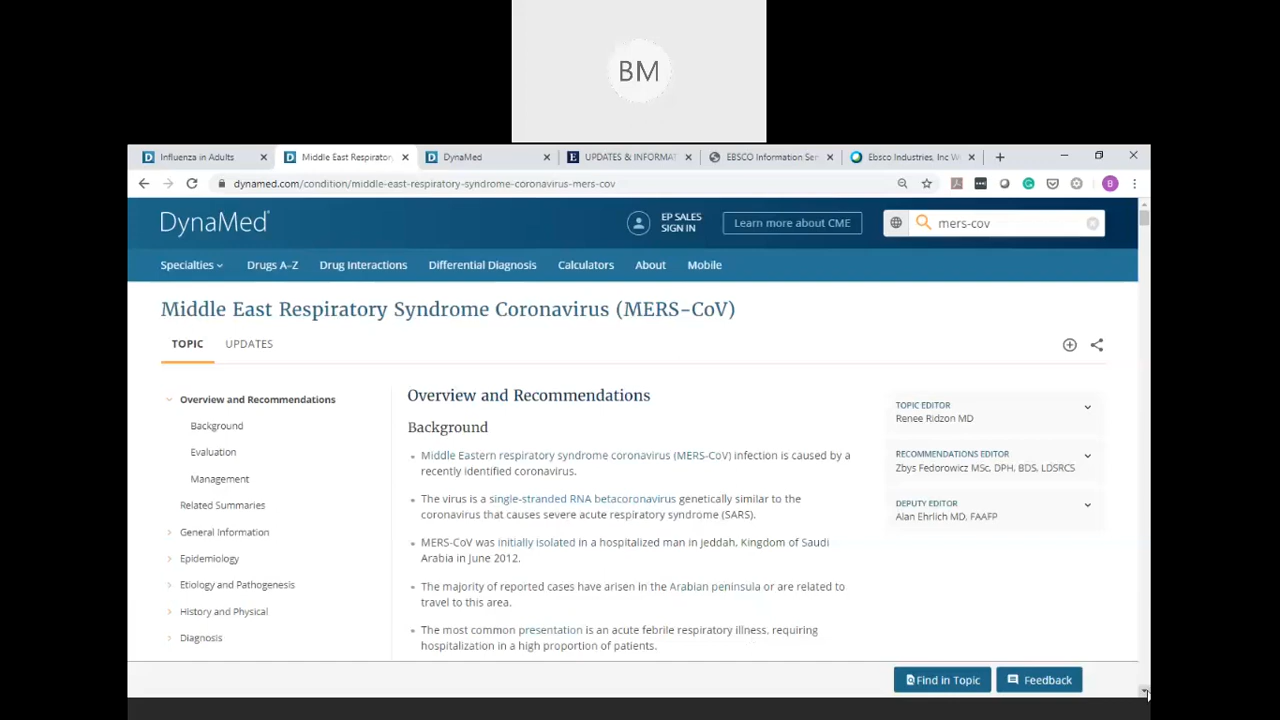 BM
Influenza in Adults
Middle East Respirator
DynaMed
UPDATES & INFORMAT
EBSCO Information Ser
Ebsco Industries, Inc W
dynamed.com/condition/middle-east-respiratory-syndrome-coronavirus-mers-cov
B
DynaMed
EP SALES
SIGN IN
Learn more about CME
mers-cov
Specialties
Drugs A–Z
Drug Interactions
Differential Diagnosis
Calculators
About
Mobile
Middle East Respiratory Syndrome Coronavirus (MERS-CoV)
TOPIC
UPDATES
Overview and Recommendations
Background
Evaluation
Management
Related Summaries
General Information
Epidemiology
Etiology and Pathogenesis
History and Physical
Diagnosis
Overview and Recommendations
Background
Middle Eastern respiratory syndrome coronavirus (MERS-CoV) infection is caused by a
recently identified coronavirus.
The virus is a single-stranded RNA betacoronavirus genetically similar to the
coronavirus that causes severe acute respiratory syndrome (SARS).
MERS-CoV was initially isolated in a hospitalized man in Jeddah, Kingdom of Saudi
Arabia in June 2012.
The majority of reported cases have arisen in the Arabian peninsula or are related to
travel to this area.
The most common presentation is an acute febrile respiratory illness, requiring
hospitalization in a high proportion of patients.
TOPIC EDITOR
Renee Ridzon MD
RECOMMENDATIONS EDITOR
Zbys Fedorowicz MSc, DPH, BDS, LDSRCS
DEPUTY EDITOR
Alan Ehrlich MD, FAAFP
Find in Topic
Feedback